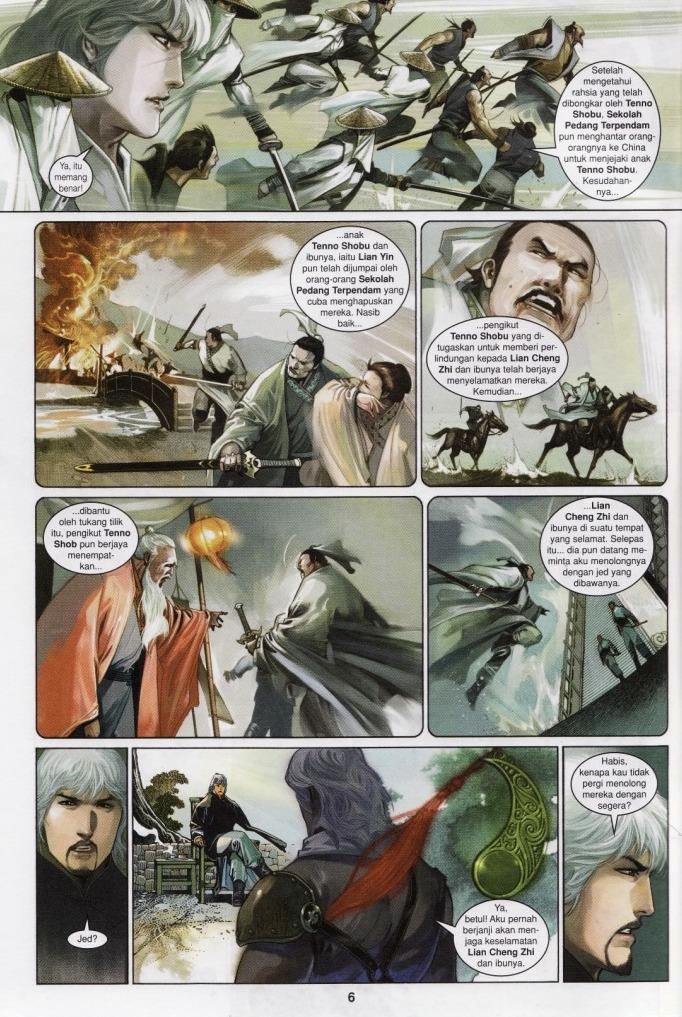 Ya, itu
memang
benar!
Setelah
mengetahui
rahsia yang telah
dibongkar oleh Tenno
Shobu, Sekolah
Pedang Terpendam
pun menghantar orang-
orangnya ke China
untuk menjejaki anak
Tenno Shobu.
Kesudahan-
nya...
...anak
Tenno Shobu dan
ibunya, iaitu Lian Yin
pun telah dijumpai oleh
orang-orang Sekolah
Pedang Terpendam yang
cuba menghapuskan
mereka. Nasib
baik...
...pengikut
Tenno Shobu yang di-
tugaskan untuk memberi per-
lindungan kepada Lian Cheng
Zhi dan ibunya telah berjaya
menyelamatkan mereka.
Kemudian...
...dibantu
oleh tukang tilik
itu, pengikut Tenno
Shob pun berjaya
menempat-
kan...
...Lian
Cheng Zhi dan
ibunya di suatu tempat
yang selamat. Selepas
itu... dia pun datang me-
minta aku menolongnya
dengan jed yang
dibawanya.
Jed?
Ya,
betul! Aku pernah
berjanji akan men-
jaga keselamatan
Lian Cheng Zhi
dan ibunya.
Habis,
kenapa kau tidak
pergi menolong
mereka dengan
segera?
6